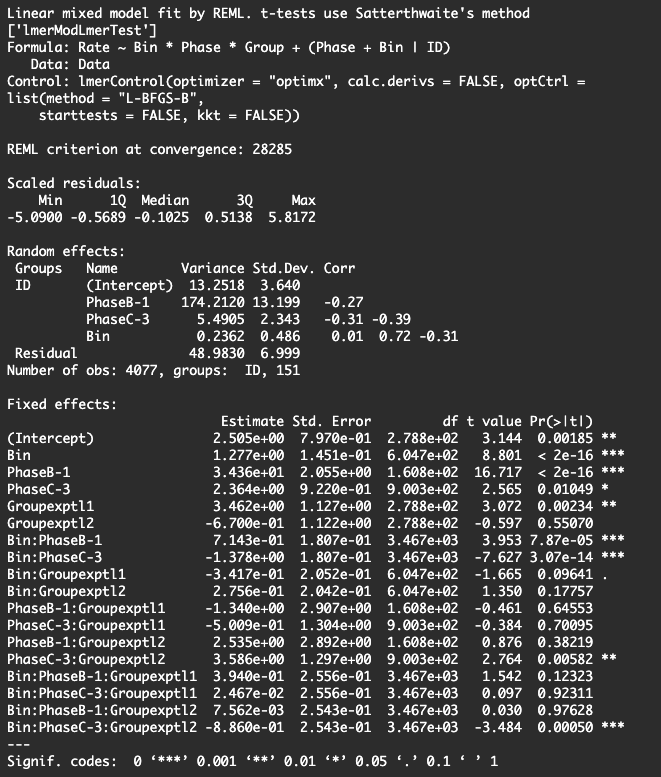 Linear mixed model fit by REML. t-tests use Satterthwaite's method
['lmerModLmerTest']
Formula: Rate ~ Bin * Phase * Group + (Phase + Bin | ID)
   Data: Data
Control: lmerControl(optimizer = "optimx", calc.derivs = FALSE, optCtrl =
list(method = "L-BFGS-B",
    starttests = FALSE, kkt = FALSE))
REML criterion at convergence: 28285
Scaled residuals:
    Min      1Q  Median      3Q     Max
-5.0900 -0.5689 -0.1025  0.5138  5.8172
Random effects:
 Groups   Name        Variance Std.Dev. Corr
 ID       (Intercept)  13.2518  3.640
          PhaseB-1    174.2120 13.199   -0.27
          PhaseC-3      5.4905  2.343   -0.31 -0.39
          Bin           0.2362  0.486    0.01  0.72 -0.31
 Residual              48.9830  6.999
Number of obs: 4077, groups:  ID, 151
Fixed effects:
                           Estimate Std. Error         df t value Pr(>|t|)
(Intercept)               2.505e+00  7.970e-01  2.788e+02   3.144  0.00185 **
Bin                       1.277e+00  1.451e-01  6.047e+02   8.801  < 2e-16 ***
PhaseB-1                  3.436e+01  2.055e+00  1.608e+02  16.717  < 2e-16 ***
PhaseC-3                  2.364e+00  9.220e-01  9.003e+02   2.565  0.01049 *
Groupexptl1               3.462e+00  1.127e+00  2.788e+02   3.072  0.00234 **
Groupexptl2              -6.700e-01  1.122e+00  2.788e+02  -0.597  0.55070
Bin:PhaseB-1              7.143e-01  1.807e-01  3.467e+03   3.953 7.87e-05 ***
Bin:PhaseC-3             -1.378e+00  1.807e-01  3.467e+03  -7.627 3.07e-14 ***
Bin:Groupexptl1          -3.417e-01  2.052e-01  6.047e+02  -1.665  0.09641 .
Bin:Groupexptl2           2.756e-01  2.042e-01  6.047e+02   1.350  0.17757
PhaseB-1:Groupexptl1     -1.340e+00  2.907e+00  1.608e+02  -0.461  0.64553
PhaseC-3:Groupexptl1     -5.009e-01  1.304e+00  9.003e+02  -0.384  0.70095
PhaseB-1:Groupexptl2      2.535e+00  2.892e+00  1.608e+02   0.876  0.38219
PhaseC-3:Groupexptl2      3.586e+00  1.297e+00  9.003e+02   2.764  0.00582 **
Bin:PhaseB-1:Groupexptl1  3.940e-01  2.556e-01  3.467e+03   1.542  0.12323
Bin:PhaseC-3:Groupexptl1  2.467e-02  2.556e-01  3.467e+03   0.097  0.92311
Bin:PhaseB-1:Groupexptl2  7.562e-03  2.543e-01  3.467e+03   0.030  0.97628
Bin:PhaseC-3:Groupexptl2 -8.860e-01  2.543e-01  3.467e+03  -3.484  0.00050 ***
---
Signif. codes:  0 ‘***’ 0.001 ‘**’ 0.01 ‘*’ 0.05 ‘.’ 0.1 ‘ ’ 1